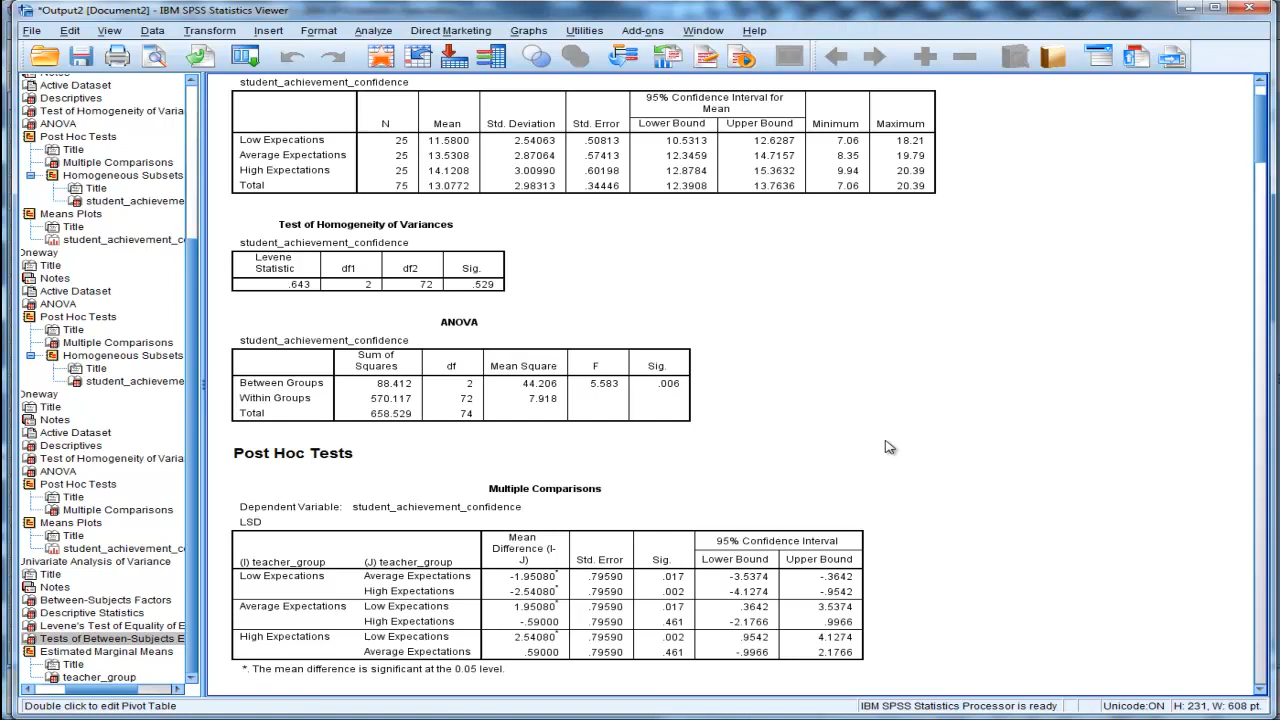 *Output2 [Document2] - IBM SPSS Statistics Viewer
File Edit View Data Transform Insert Format Analyze Direct Marketing Graphs Utilities Window Help
Active Dataset
Descriptives
Test of Homogeneity of Varia
ANOVA
Post Hoc Tests
Title
Multiple Comparisons
Homogeneous Subsets
Title
student_achieveme
Means Plots
Title
student_achievement_c
Oneway
Title
Notes
Active Dataset
ANOVA
Post Hoc Tests
Title
Multiple Comparisons
Homogeneous Subsets
Title
student_achieveme
Oneway
Title
Notes
Active Dataset
Descriptives
Test of Homogeneity of Varia
ANOVA
Post Hoc Tests
Title
Multiple Comparisons
Means Plots
Title
student_achievement_c
Univariate Analysis of Variance
Title
Notes
Between-Subjects Factors
Descriptive Statistics
Levene's Test of Equality of E
Tests of Between-Subjects E
Estimated Marginal Means
Title
teacher_group
student_achievement_confidence
95% Confidence Interval for Mean
N Mean Std. Deviation Std. Error Lower Bound Upper Bound Minimum Maximum
Low Expecations 25 11.5800 2.54063 .50813 10.5313 12.6287 7.06 18.21
Average Expectations 25 13.5308 2.87064 .57413 12.3459 14.7157 8.35 19.79
High Expectations 25 14.1208 3.00990 .60198 12.8784 15.3632 9.94 20.39
Total 75 13.0772 2.98313 .34446 12.3908 13.7636 7.06 20.39
Test of Homogeneity of Variances
student_achievement_confidence
Levene Statistic df1 df2 Sig.
.643 2 72 .529
ANOVA
student_achievement_confidence
Sum of Squares df Mean Square F Sig.
Between Groups 88.412 2 44.206 5.583 .006
Within Groups 570.117 72 7.918
Total 658.529 74
Post Hoc Tests
Multiple Comparisons
Dependent Variable: student_achievement_confidence
LSD
95% Confidence Interval
(I) teacher_group (J) teacher_group Mean Difference (I-J) Std. Error Sig. Lower Bound Upper Bound
Low Expecations Average Expectations -1.95080* .79590 .017 -3.5374 -.3642
High Expectations -2.54080* .79590 .002 -4.1274 -.9542
Average Expectations Low Expecations 1.95080* .79590 .017 .3642 3.5374
High Expectations -.59000 .79590 .461 -2.1766 .9966
High Expectations Low Expecations 2.54080* .79590 .002 .9542 4.1274
Average Expectations .59000 .79590 .461 -.9966 2.1766
*. The mean difference is significant at the 0.05 level.
Double click to edit Pivot Table
IBM SPSS Statistics Processor is ready Unicode:ON H: 231, W: 608 pt.